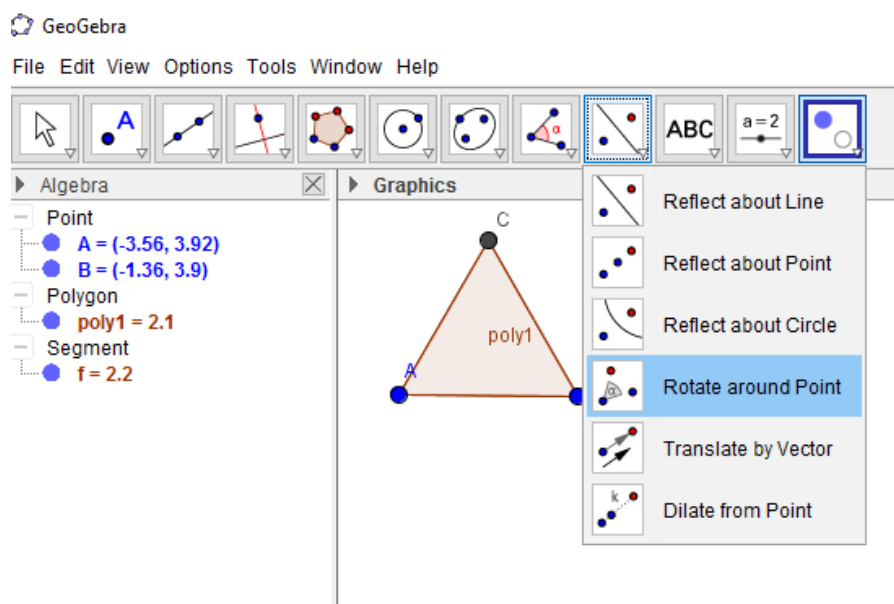 GeoGebra
File Edit View Options Tools Window Help
A
α
ABC
a=2
Algebra
Graphics
Point
A = (-3.56, 3.92)
B = (-1.36, 3.9)
Polygon
poly1 = 2.1
Segment
f = 2.2
C
poly1
A
Reflect about Line
Reflect about Point
Reflect about Circle
α
Rotate around Point
Translate by Vector
k
Dilate from Point